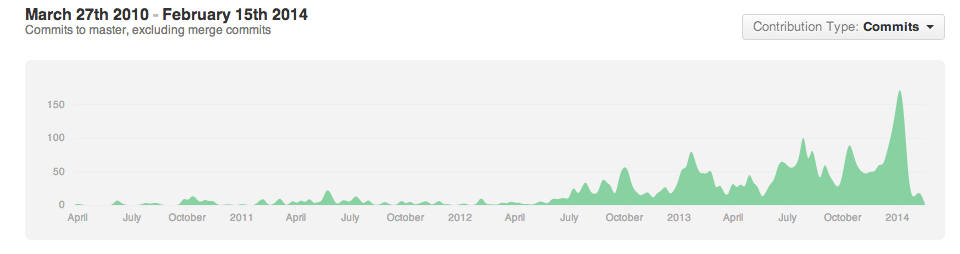 March 27th 2010 - February 15th 2014
Commits to master, excluding merge commits
Contribution Type: Commits
150
100
50
0
April July October 2011 April July October 2012 April July October 2013 April July October 2014